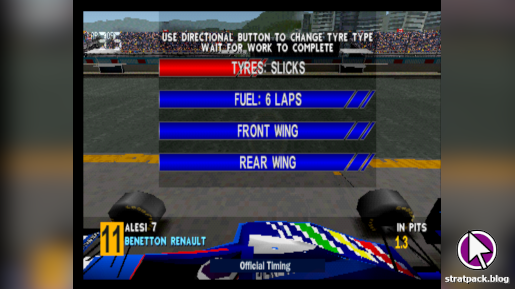 USE DIRECTIONAL BUTTON TO CHANGE TYRE TYPE
WAIT FOR WORK TO COMPLETE
TYRES: SLICKS
FUEL: 6 LAPS
FRONT WING
REAR WING
11
ALESI 7
BENETTON RENAULT
IN PITS
1.3
Official Timing
stratpack.blog